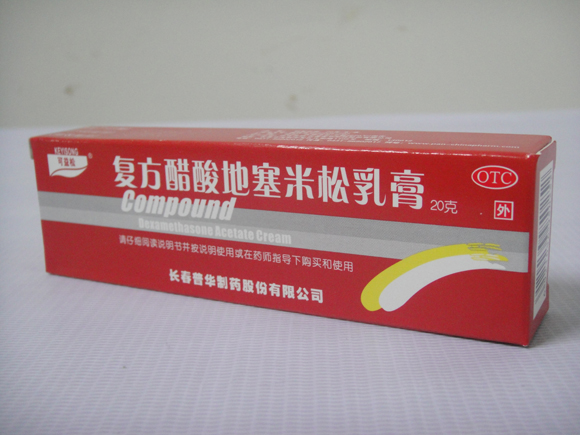 可益松
®
复方醋酸地塞米松乳膏
20克
OTC
外
Compound
Dexamethasone Acetate Cream
请仔细阅读说明书并按说明使用或在药师指导下购买和使用
长春普华制药股份有限公司